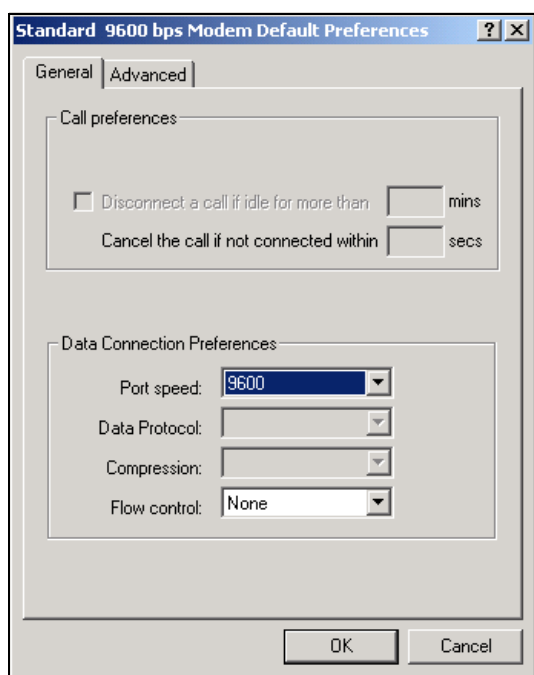 Standard 9600 bps Modem Default Preferences ? X
General Advanced
Call preferences
Disconnect a call if idle for more than mins
Cancel the call if not connected within secs
Data Connection Preferences
Port speed: 9600
Data Protocol:
Compression:
Flow control: None
OK Cancel